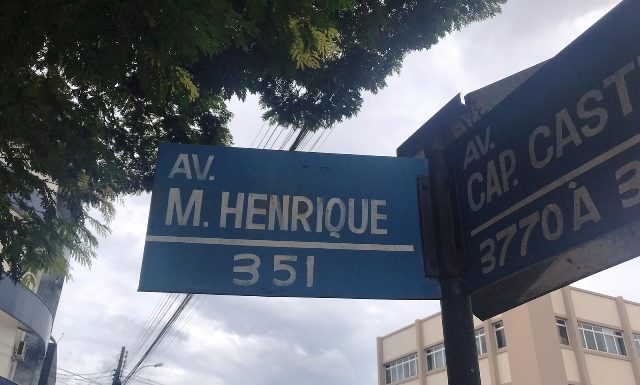 AV.
M. HENRIQUE
351
AV.
CAP.
3770 À